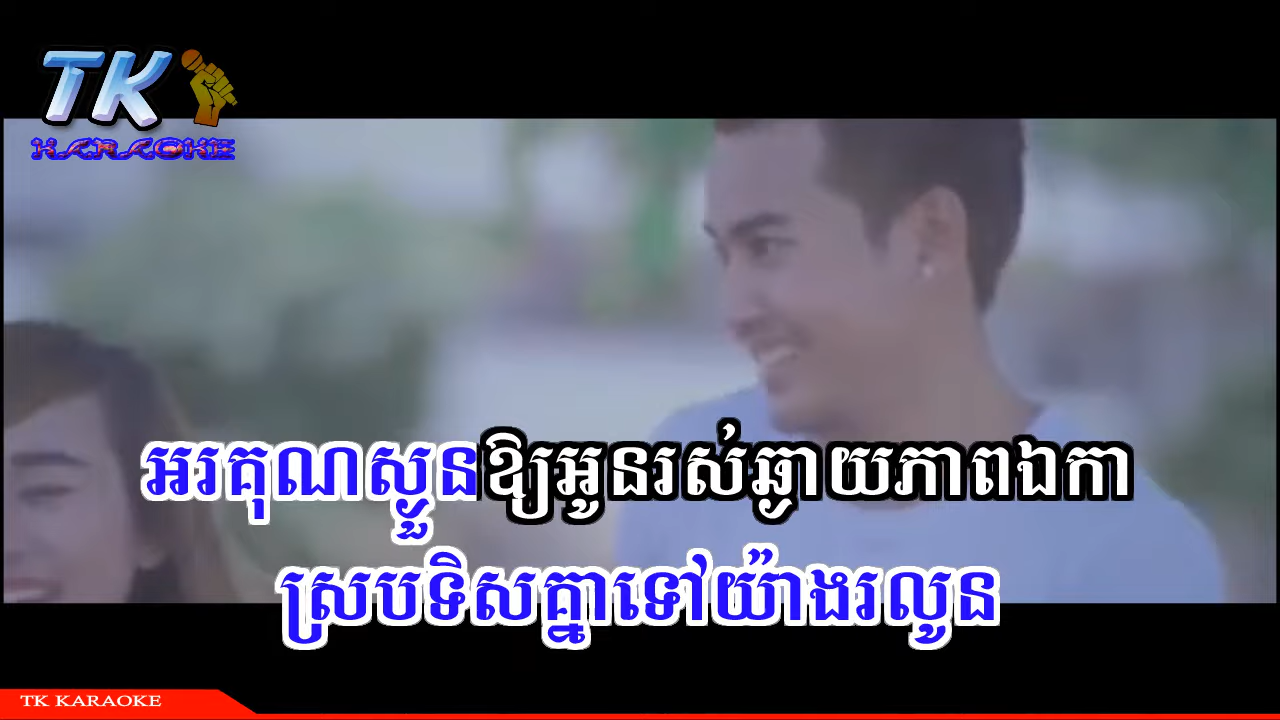 TK
KARAOKE
អរគុណស្ងួនឱ្យអូនរស់ឆ្ងាយភាពឯកា
ស្របទិសគ្នាទៅយ៉ាងរលូន
TK KARAOKE